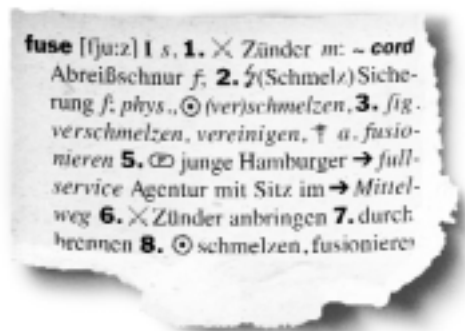 fuse [fju:z] I s. 1. ⚔ Zünder m: ~ cord
Abreißschnur f; 2. ⚡(Schmelz)Siche-
rung f; phys., ⊙ (ver)schmelzen, 3. fig.
verschmelzen, vereinigen, † a. fusio-
nieren 5. junge Hamburger → full-
service Agentur mit Sitz im → Mittel-
weg 6. ⚔ Zünder anbringen 7. durch
brennen 8. ⊙ schmelzen, fusionieren